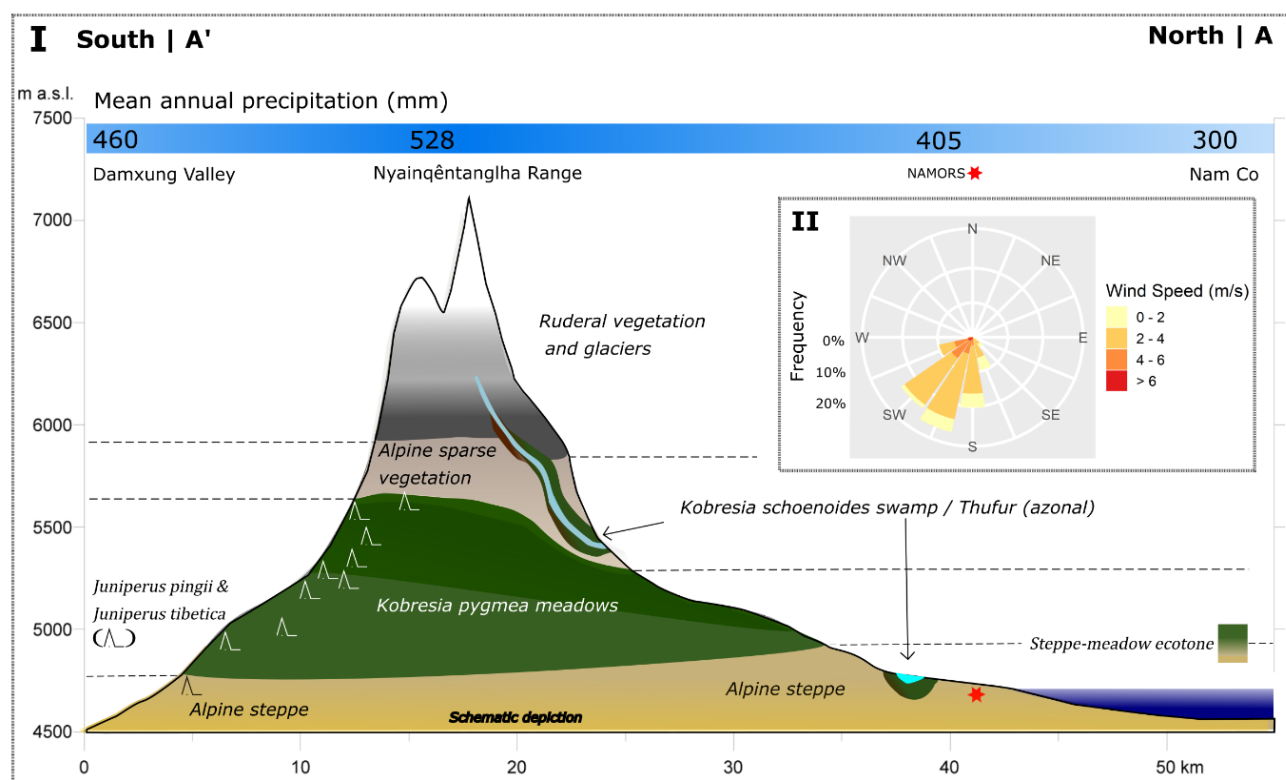 I South | A'
North | A
m a.s.l.
Mean annual precipitation (mm)
7500
460
528
405
300
Damxung Valley
Nyainqêntanglha Range
NAMORS
Nam Co
7000
6500
6000
5500
5000
4500
II
N
NE
E
SE
S
SW
W
NW
Frequency
0%
10%
20%
Wind Speed (m/s)
0 - 2
2 - 4
4 - 6
> 6
Ruderal vegetation
and glaciers
Alpine sparse
vegetation
Kobresia schoenoides swamp / Thufur (azonal)
Juniperus pingii &
Juniperus tibetica
Kobresia pygmea meadows
Steppe-meadow ecotone
Alpine steppe
Alpine steppe
Schematic depiction
0
10
20
30
40
50 km